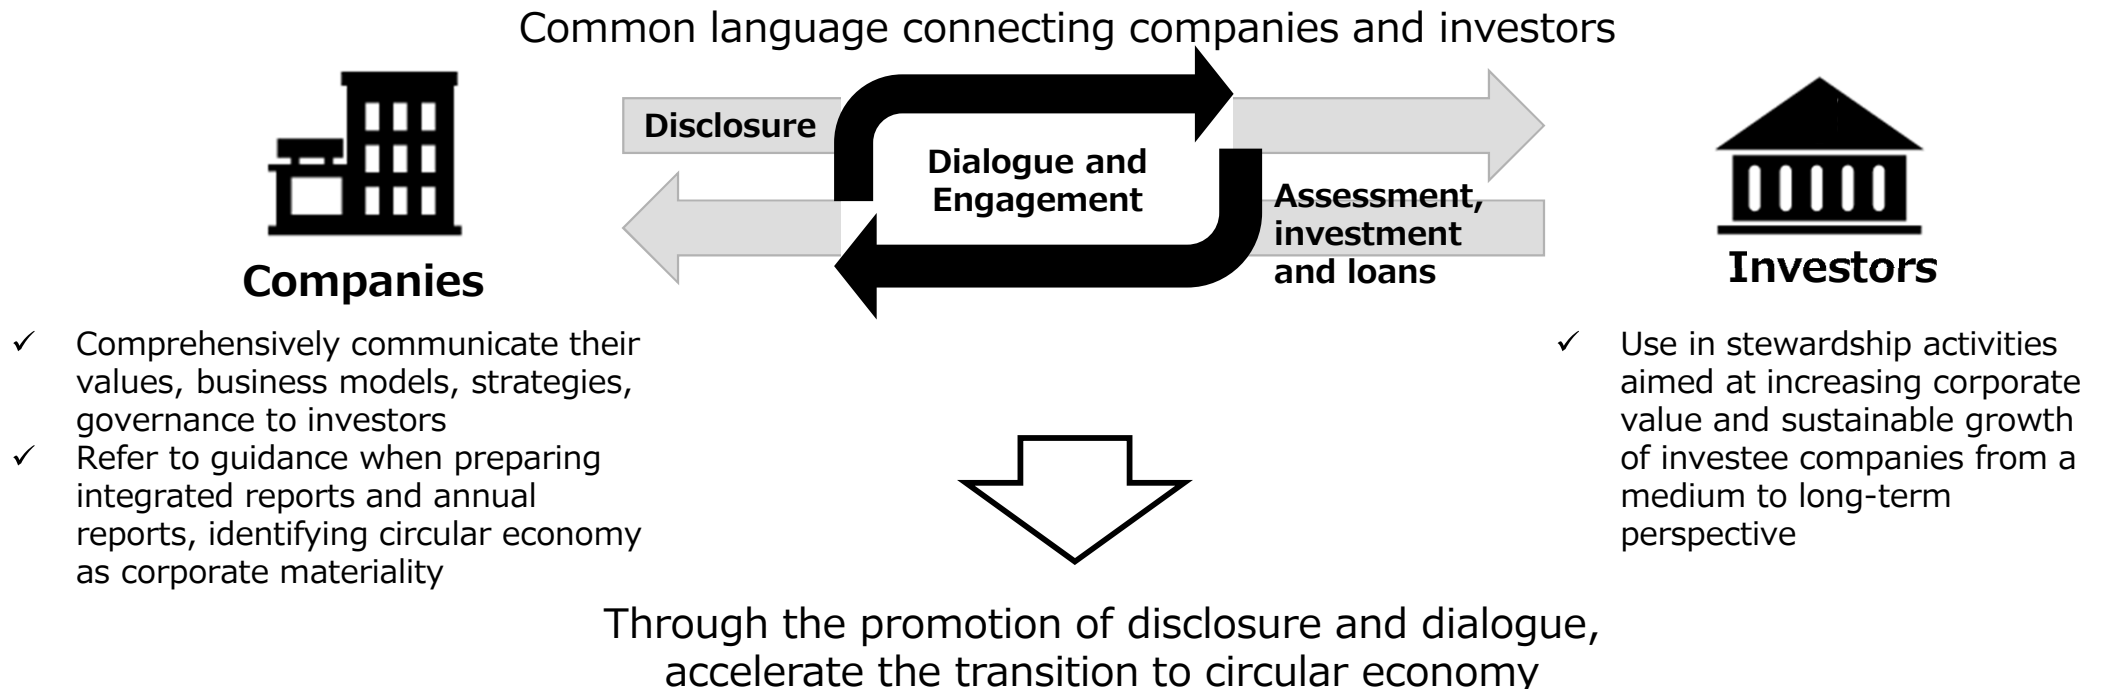 Common language connecting companies and investors
Disclosure
Dialogue and
Engagement
Assessment,
investment
and loans
Companies
Investors
✓ Comprehensively communicate their
values, business models, strategies,
governance to investors
✓ Refer to guidance when preparing
integrated reports and annual
reports, identifying circular economy
as corporate materiality
✓ Use in stewardship activities
aimed at increasing corporate
value and sustainable growth
of investee companies from a
medium to long-term
perspective
Through the promotion of disclosure and dialogue,
accelerate the transition to circular economy